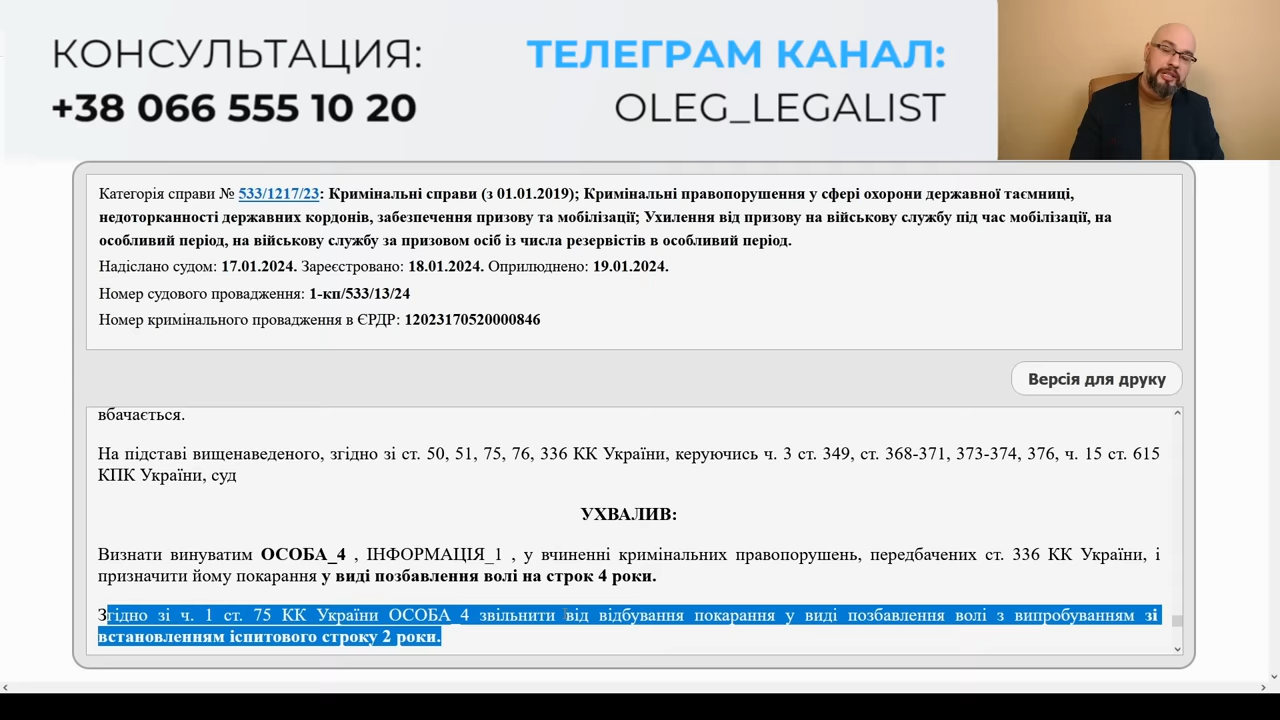 КОНСУЛЬТАЦИЯ:
+38 066 555 10 20
ТЕЛЕГРАМ КАНАЛ:
OLEG_LEGALIST
Категорія справи № 533/1217/23: Кримінальні справи (з 01.01.2019); Кримінальні правопорушення у сфері охорони державної таємниці,
недоторканності державних кордонів, забезпечення призову та мобілізації; Ухилення від призову на військову службу під час мобілізації, на
особливий період, на військову службу за призовом осіб із числа резервістів в особливий період.
Надіслано судом: 17.01.2024. Зареєстровано: 18.01.2024. Оприлюднено: 19.01.2024.
Номер судового провадження: 1-кп/533/13/24
Номер кримінального провадження в ЄРДР: 12023170520000846
Версія для друку
вбачається.
На підставі вищенаведеного, згідно зі ст. 50, 51, 75, 76, 336 КК України, керуючись ч. 3 ст. 349, ст. 368-371, 373-374, 376, ч. 15 ст. 615
КПК України, суд
УХВАЛИВ:
Визнати винуватим ОСОБА_4 , ІНФОРМАЦІЯ_1 , у вчиненні кримінальних правопорушень, передбачених ст. 336 КК України, і
призначити йому покарання у виді позбавлення волі на строк 4 роки.
Згідно зі ч. 1 ст. 75 КК України ОСОБА_4 звільнити від відбування покарання у виді позбавлення волі з випробуванням зі
встановленням іспитового строку 2 роки.